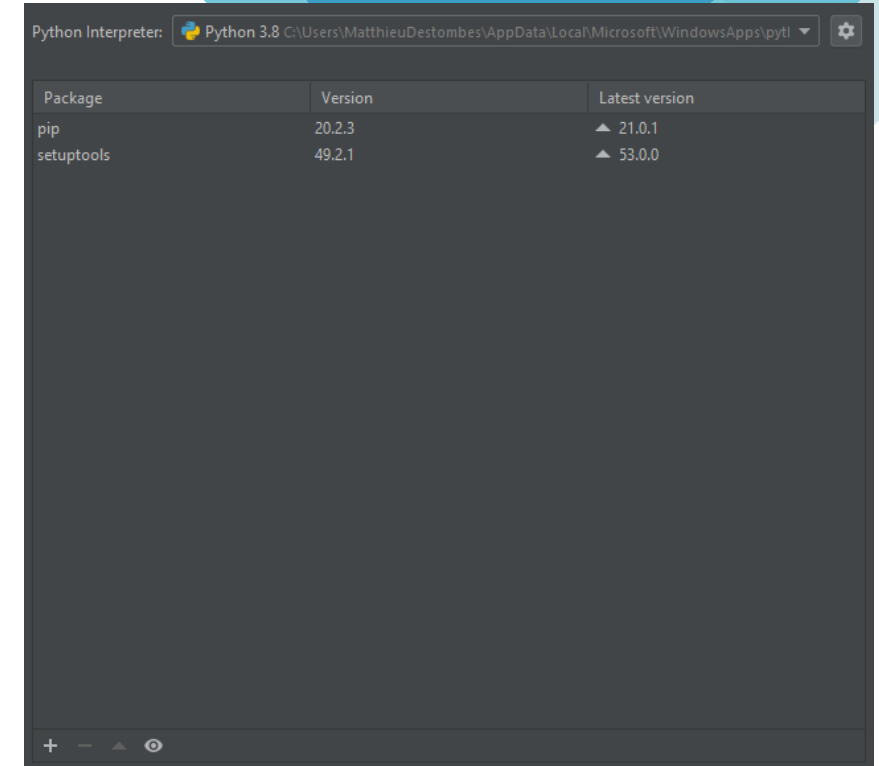 Python Interpreter: Python 3.8 C:\Users\MatthieuDestombes\AppData\Local\Microsoft\WindowsApps\pytl
Package Version Latest version
pip 20.2.3 21.0.1
setuptools 49.2.1 53.0.0